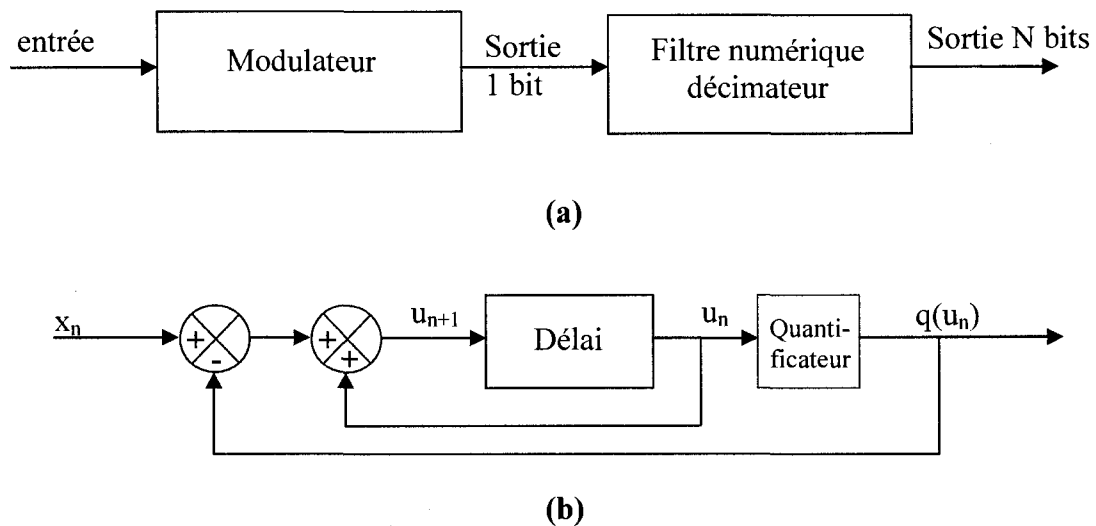 entrée
Modulateur
Sortie
1 bit
Filtre numérique
décimateur
Sortie N bits
(a)
xₙ
+
-
+
+
uₙ₊₁
Délai
uₙ
Quanti-
ficateur
q(uₙ)
(b)